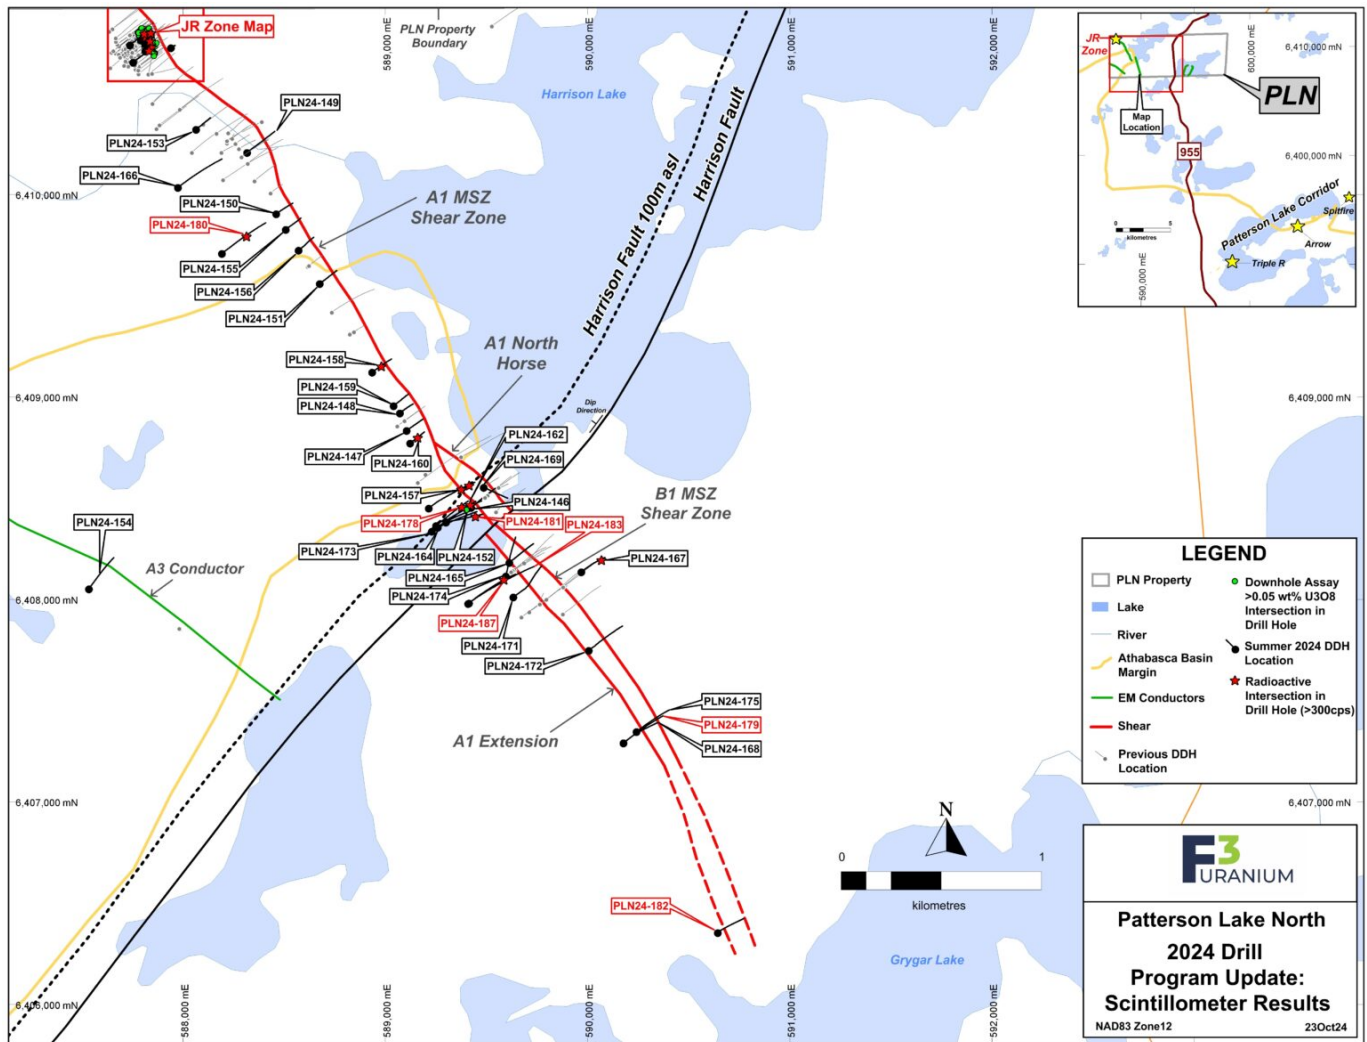 JR Zone Map
PLN Property
Boundary
589,000 mE
590,000 mE
591,000 mE
592,000 mE
Harrison Lake
PLN24-149
PLN24-153
PLN24-166
6,410,000 mN
PLN24-150
PLN24-180
PLN24-155
PLN24-156
PLN24-151
A1 MSZ
Shear Zone
Harrison Fault 100m asl
Harrison Fault
A1 North
Horse
Dip
Direction
PLN24-158
PLN24-159
PLN24-148
6,409,000 mN
6,409,000 mN
PLN24-147
PLN24-160
PLN24-162
PLN24-169
PLN24-157
PLN24-146
PLN24-178
PLN24-181
PLN24-183
PLN24-173
PLN24-164
PLN24-152
PLN24-165
PLN24-174
PLN24-167
B1 MSZ
Shear Zone
PLN24-154
A3 Conductor
6,408,000 mN
PLN24-187
PLN24-171
PLN24-172
PLN24-175
PLN24-179
PLN24-168
A1 Extension
6,407,000 mN
6,407,000 mN
PLN24-182
Grygar Lake
N
0
1
kilometres
6,406,000 mN
588,000 mE
589,000 mE
590,000 mE
591,000 mE
592,000 mE
JR
Zone
600,000 mE
6,410,000 mN
PLN
Map
Location
955
6,400,000 mN
0
5
kilometres
590,000 mE
Patterson Lake Corridor
Spitfire
Arrow
Triple R
LEGEND
PLN Property
Lake
River
Athabasca Basin
Margin
EM Conductors
Shear
Previous DDH
Location
Downhole Assay
>0.05 wt% U3O8
Intersection in
Drill Hole
Summer 2024 DDH
Location
Radioactive
Intersection in
Drill Hole (>300cps)
F3
URANIUM
Patterson Lake North
2024 Drill
Program Update:
Scintillometer Results
NAD83 Zone12
23Oct24